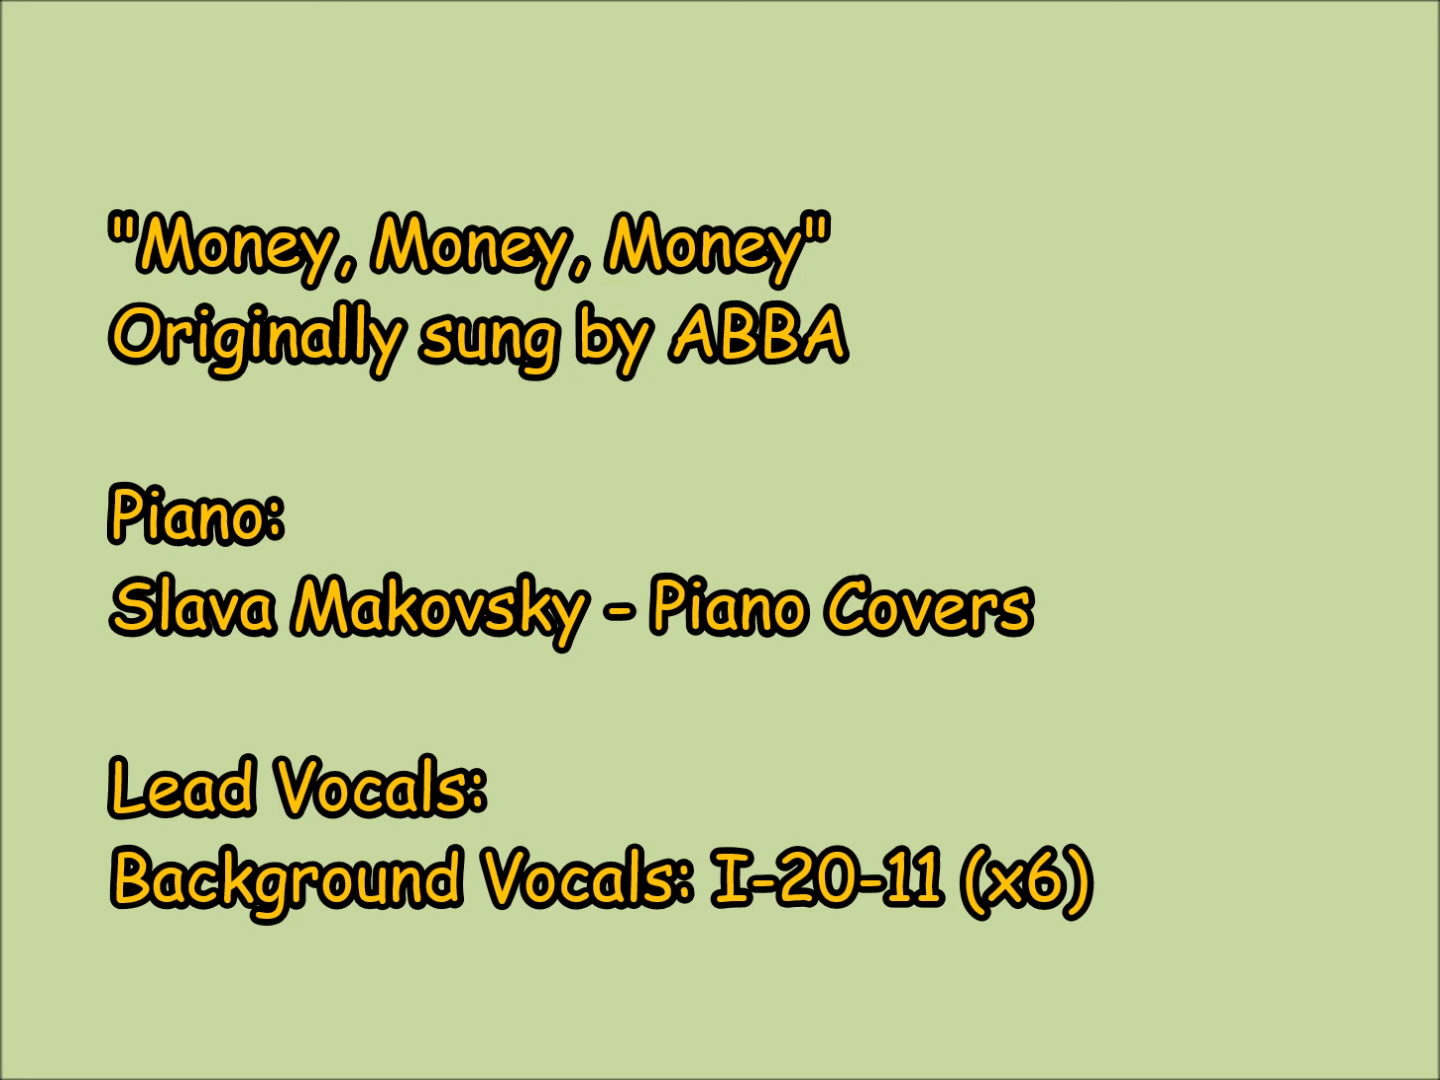 "Money, Money, Money"
Originally sung by ABBA
Piano:
Slava Makovsky - Piano Covers
Lead Vocals:
Background Vocals: I-20-11 (x6)